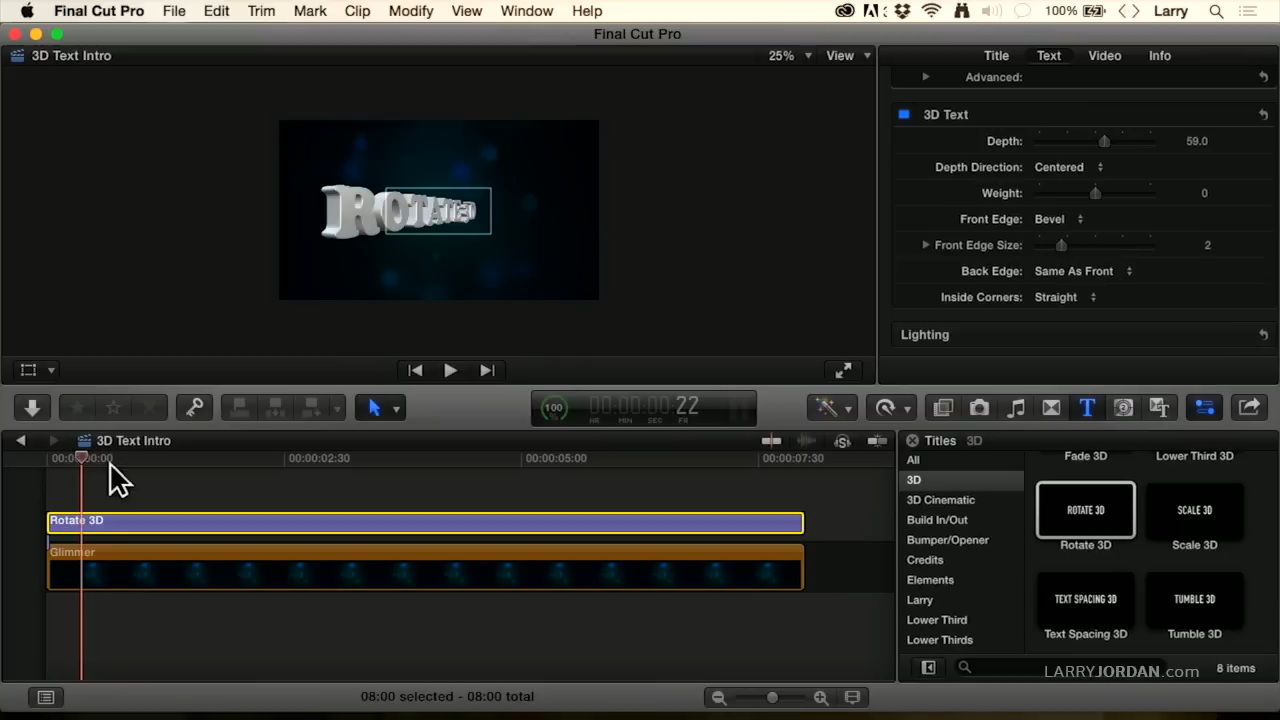 Final Cut Pro File Edit Trim Mark Clip Modify View Window Help 100% Larry
Final Cut Pro
3D Text Intro 25% View Title Text Video Info
Advanced:
3D Text
Depth: 59.0
Depth Direction: Centered
Weight: 0
Front Edge: Bevel
Front Edge Size: 2
Back Edge: Same As Front
Inside Corners: Straight
Lighting
ROTATED
100 % 00:00:00:22
HR MIN SEC FR
3D Text Intro Titles 3D
00:00:02:30 00:00:05:00 00:00:07:30
Rotate 3D
Glimmer
All
3D
3D Cinematic
Build In/Out
Bumper/Opener
Credits
Elements
Larry
Lower Third
Lower Thirds
Fade 3D Lower Third 3D
ROTATE 3D SCALE 3D
Rotate 3D Scale 3D
TEXT SPACING 3D TUMBLE 3D
Text Spacing 3D Tumble 3D
LARRYJORDAN.com 8 items
08:00 selected - 08:00 total